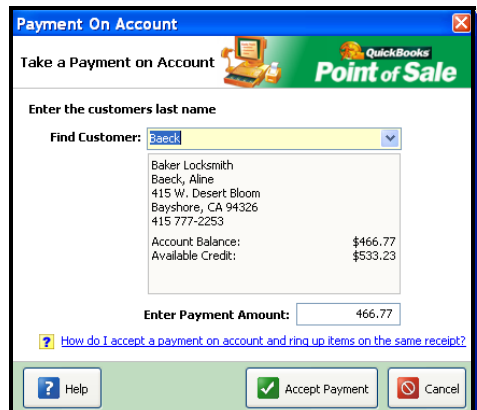 Payment On Account
Take a Payment on Account
QuickBooks
Point of Sale
Enter the customers last name
Find Customer: Baeck
Baker Locksmith
Baeck, Aline
415 W. Desert Bloom
Bayshore, CA 94326
415 777-2253
Account Balance: $466.77
Available Credit: $533.23
Enter Payment Amount: 466.77
? How do I accept a payment on account and ring up items on the same receipt?
? Help Accept Payment Cancel